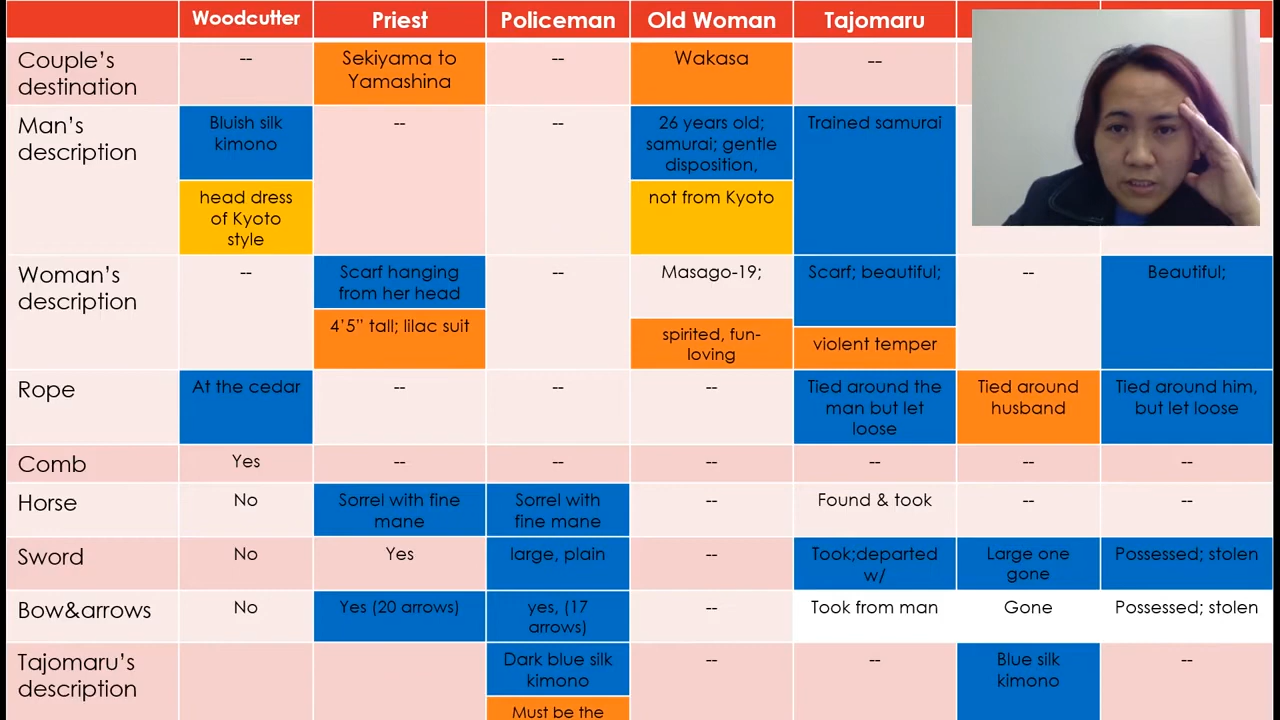 Woodcutter Priest Policeman Old Woman Tajomaru
Couple's destination -- Sekiyama to Yamashina -- Wakasa --
Man's description Bluish silk kimono -- -- 26 years old; samurai; gentle disposition, Trained samurai
head dress of Kyoto style not from Kyoto
Woman's description -- Scarf hanging from her head -- Masago-19; Scarf; beautiful; -- Beautiful;
4'5" tall; lilac suit spirited, fun-loving violent temper
Rope At the cedar -- -- -- Tied around the man but let loose Tied around husband Tied around him, but let loose
Comb Yes -- -- -- -- -- --
Horse No Sorrel with fine mane Sorrel with fine mane -- Found & took -- --
Sword No Yes large, plain -- Took;departed w/ Large one gone Possessed; stolen
Bow&arrows No Yes (20 arrows) yes, (17 arrows) -- Took from man Gone Possessed; stolen
Tajomaru's description Dark blue silk kimono -- -- Blue silk kimono --
Must be the